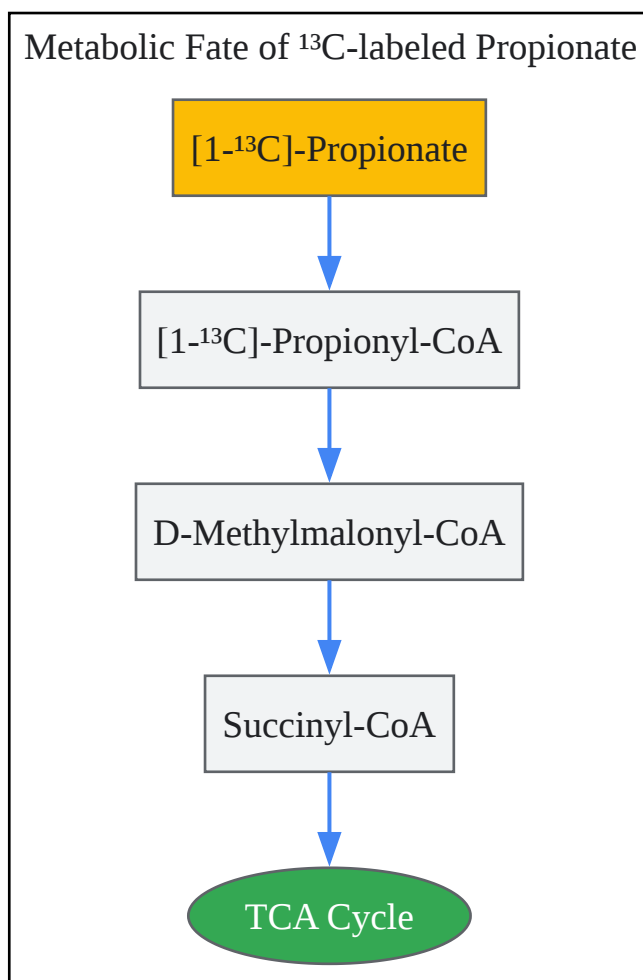 Metabolic Fate of ¹³C-labeled Propionate
[1-¹³C]-Propionate
[1-¹³C]-Propionyl-CoA
D-Methylmalonyl-CoA
Succinyl-CoA
TCA Cycle